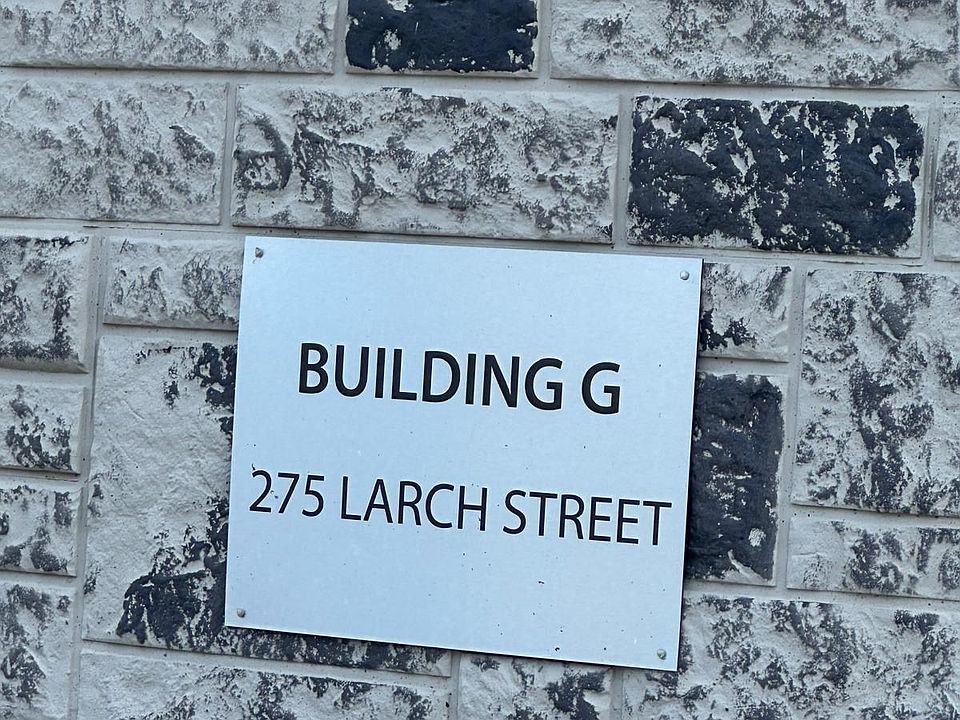 BUILDING G
275 LARCH STREET